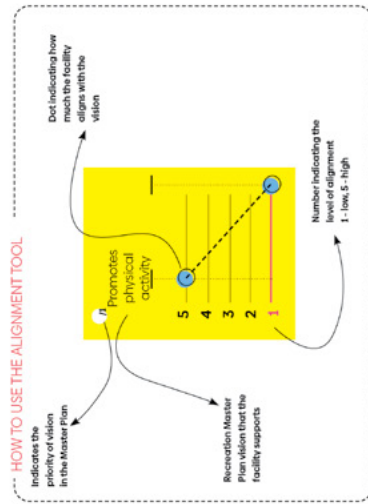 HOW TO USE THE ALIGNMENT TOOL
Indicates the
priority of vision
in the Master Plan
Recreation Master
Plan vision that the
facility supports
n
Promotes
physical
activity
5
4
3
2
1
Dot indicating how
much the facility
aligns with the
vision
Number indicating the
level of alignment
1 - low, 5 - high